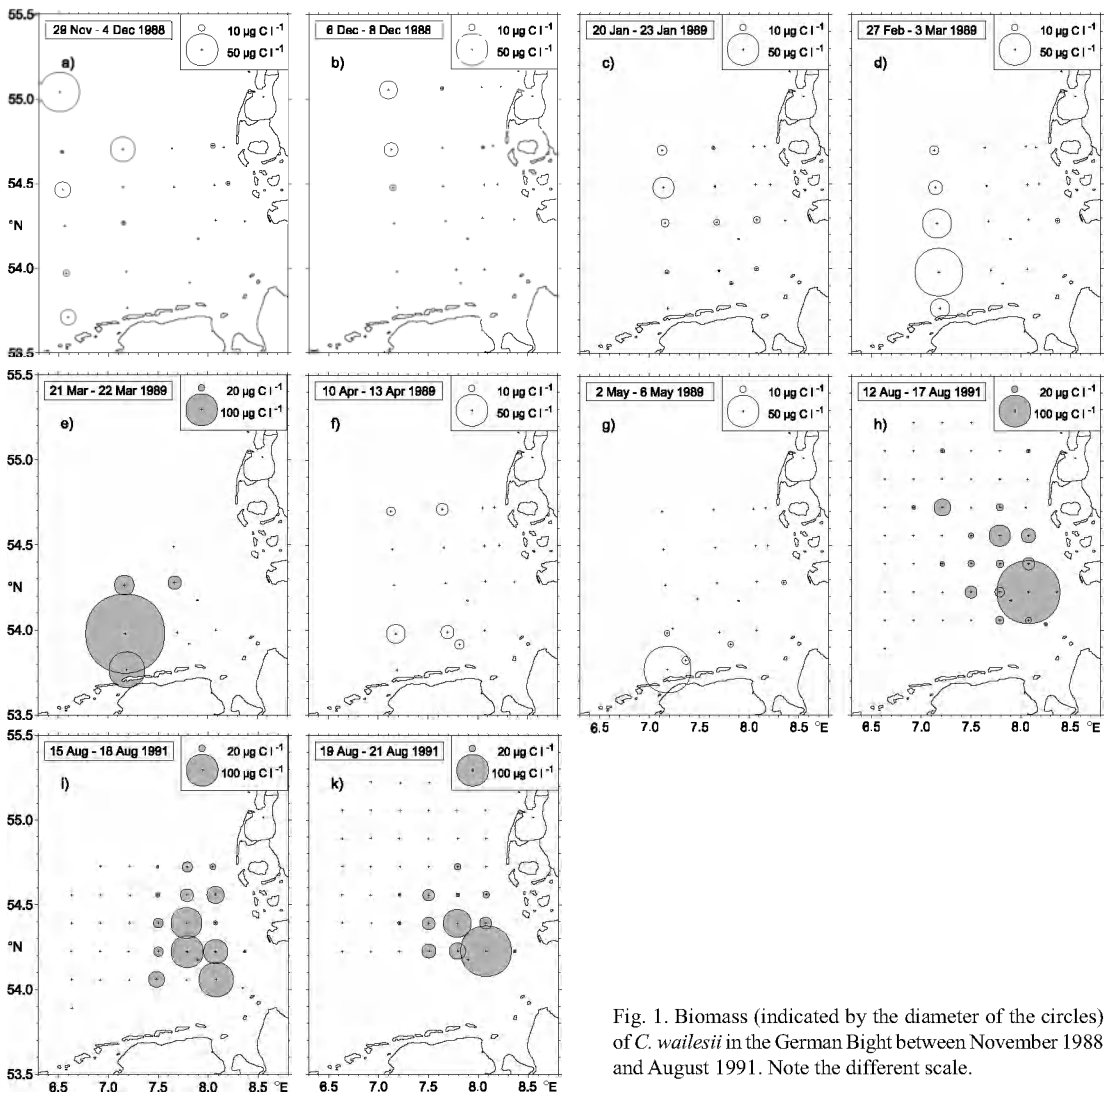 29 Nov - 4 Dec 1988
10 µg C l⁻¹
50 µg C l⁻¹
a)
6 Dec - 8 Dec 1988
10 µg C l⁻¹
50 µg C l⁻¹
b)
20 Jan - 23 Jan 1989
10 µg C l⁻¹
50 µg C l⁻¹
c)
27 Feb - 3 Mar 1989
10 µg C l⁻¹
50 µg C l⁻¹
d)
55.5
55.0
54.5
°N
54.0
53.5
21 Mar - 22 Mar 1989
20 µg C l⁻¹
100 µg C l⁻¹
e)
10 Apr - 13 Apr 1989
10 µg C l⁻¹
50 µg C l⁻¹
f)
2 May - 6 May 1989
10 µg C l⁻¹
50 µg C l⁻¹
g)
12 Aug - 17 Aug 1991
20 µg C l⁻¹
100 µg C l⁻¹
h)
55.5
55.0
54.5
°N
54.0
53.5
6.5 7.0 7.5 8.0 8.5 °E
6.5 7.0 7.5 8.0 8.5 °E
15 Aug - 18 Aug 1991
20 µg C l⁻¹
100 µg C l⁻¹
i)
19 Aug - 21 Aug 1991
20 µg C l⁻¹
100 µg C l⁻¹
k)
55.5
55.0
54.5
°N
54.0
53.5
6.5 7.0 7.5 8.0 8.5 °E
6.5 7.0 7.5 8.0 8.5 °E
Fig. 1. Biomass (indicated by the diameter of the circles)
of C. wailesii in the German Bight between November 1988
and August 1991. Note the different scale.